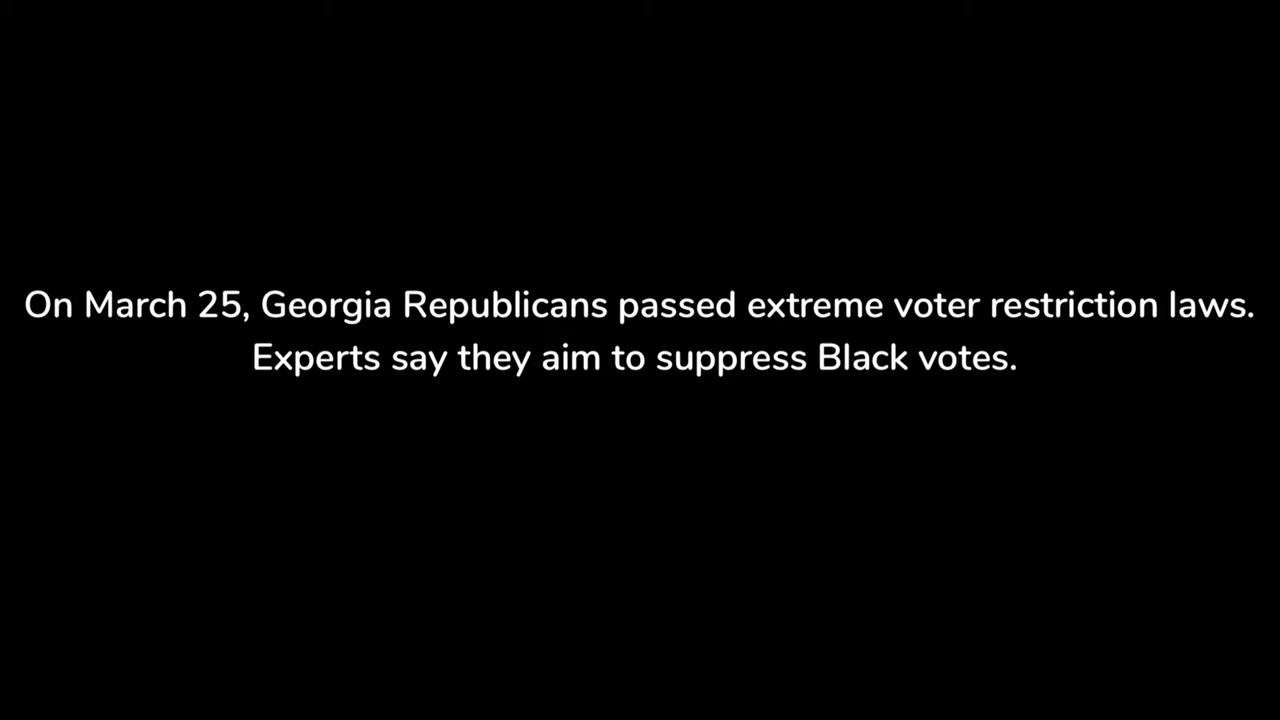 On March 25, Georgia Republicans passed extreme voter restriction laws.
Experts say they aim to suppress Black votes.